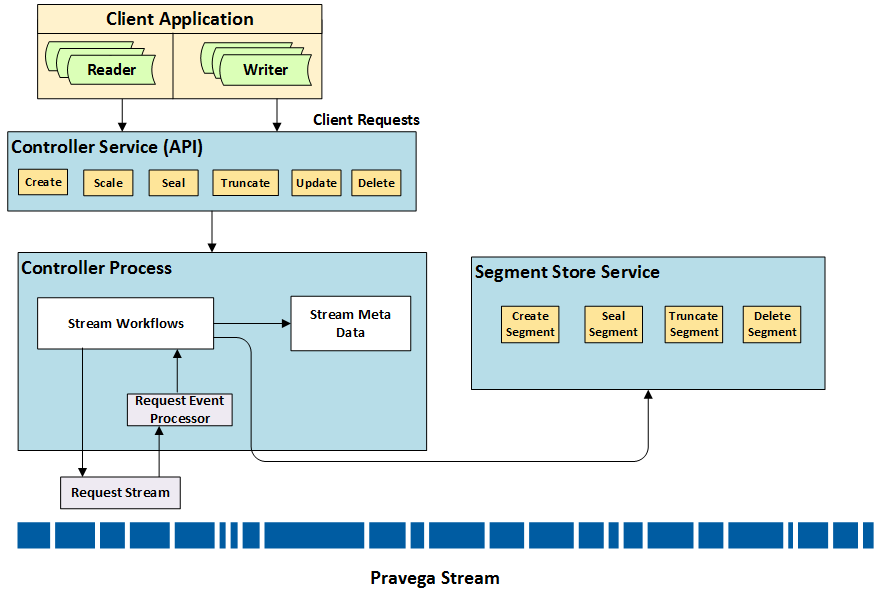 Client Application
Reader
Writer
Client Requests
Controller Service (API)
Create
Scale
Seal
Truncate
Update
Delete
Controller Process
Stream Workflows
Stream Meta
Data
Request Event
Processor
Request Stream
Segment Store Service
Create
Segment
Seal
Segment
Truncate
Segment
Delete
Segment
Pravega Stream